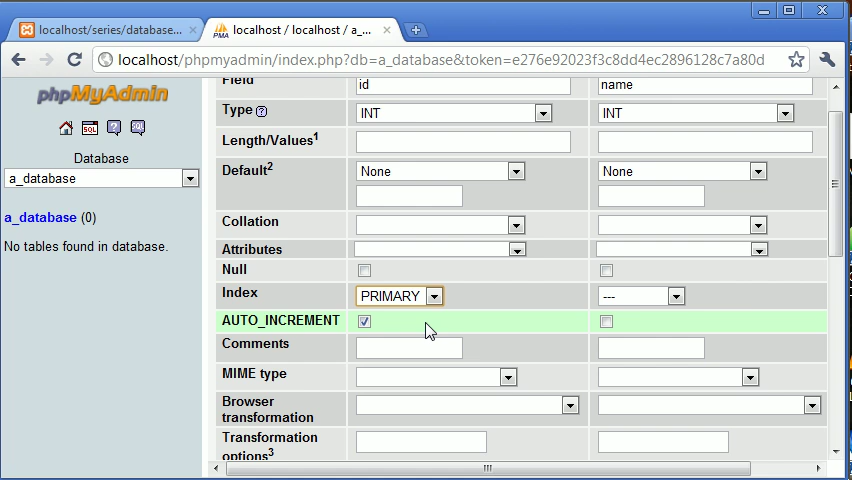 localhost/series/database...
localhost / localhost / a_...
localhost/phpmyadmin/index.php?db=a_database&token=e276e92023f3c8dd4ec2896128c7a80d
phpMyAdmin
SQL
Database
a_database
a_database (0)
No tables found in database.
Field id name
Type INT INT
Length/Values1
Default2 None None
Collation
Attributes
Null
Index PRIMARY ---
AUTO_INCREMENT
Comments
MIME type
Browser
transformation
Transformation
options3